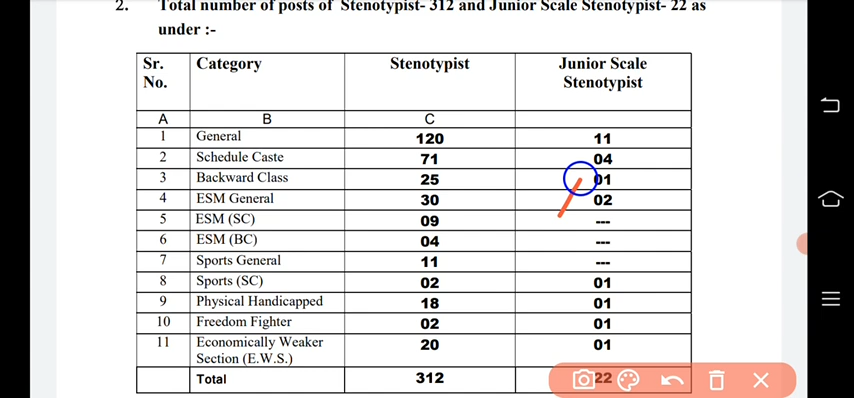 2. Total number of posts of Stenotypist- 312 and Junior Scale Stenotypist- 22 as
under :-
Sr. No. Category Stenotypist Junior Scale Stenotypist
A B C
1 General 120 11
2 Schedule Caste 71 04
3 Backward Class 25 01
4 ESM General 30 02
5 ESM (SC) 09 ---
6 ESM (BC) 04 ---
7 Sports General 11 ---
8 Sports (SC) 02 01
9 Physical Handicapped 18 01
10 Freedom Fighter 02 01
11 Economically Weaker Section (E.W.S.) 20 01
Total 312 22